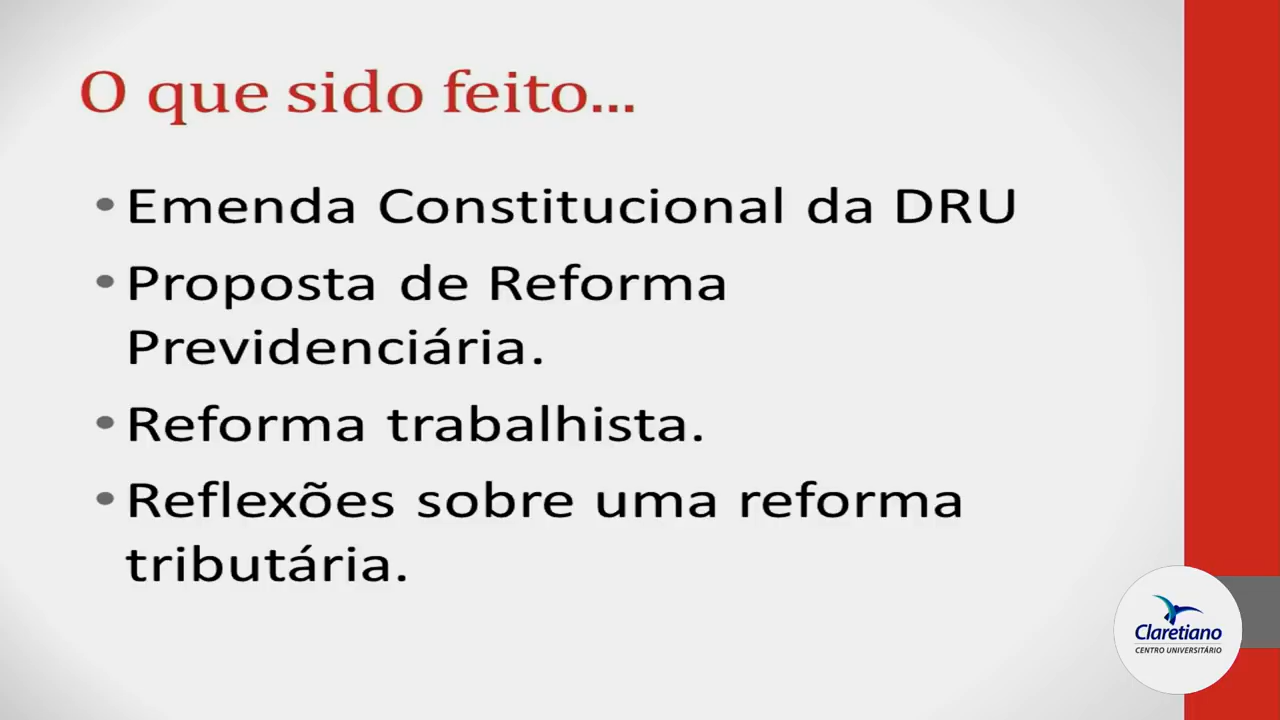 O que sido feito...
• Emenda Constitucional da DRU
• Proposta de Reforma
Previdenciária.
• Reforma trabalhista.
• Reflexões sobre uma reforma
tributária.
Claretiano
CENTRO UNIVERSITÁRIO